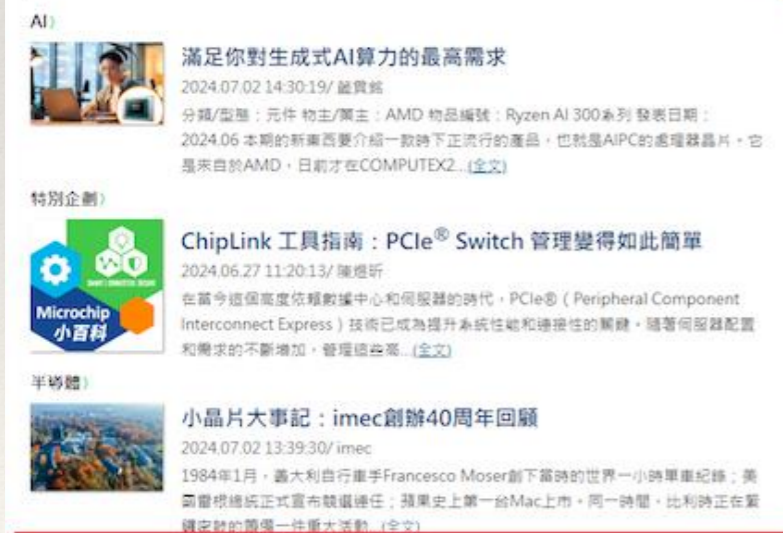 AI〉
滿足你對生成式AI算力的最高需求
2024.07.02 14:30:19/ 籃貫銘
分類/型態：元件 物主/業主：AMD 物品編號：Ryzen AI 300系列 發表日期：
2024.06 本期的新東西要介紹一款時下正流行的產品，也就是AIPC的處理器晶片。它
是來自於AMD，日前才在COMPUTEX2...(全文)
特別企劃〉
ChipLink 工具指南：PCIe® Switch 管理變得如此簡單
2024.06.27 11:20:13/ 陳煜昕
在當今這個高度依賴數據中心和伺服器的時代，PCIe®（Peripheral Component
Interconnect Express）技術已成為提升系統性能和連接性的關鍵。隨著伺服器配置
和需求的不斷增加，管理這些高...(全文)
Microchip
小百科
半導體〉
小晶片大事記：imec創辦40周年回顧
2024.07.02 13:39:30/ imec
1984年1月，義大利自行車手Francesco Moser創下當時的世界一小時單車紀錄；美
國雷根總統正式宣布競選連任；蘋果史上第一台Mac上市。同一時間，比利時正在緊
鑼密鼓的籌備一件重大活動...(全文)